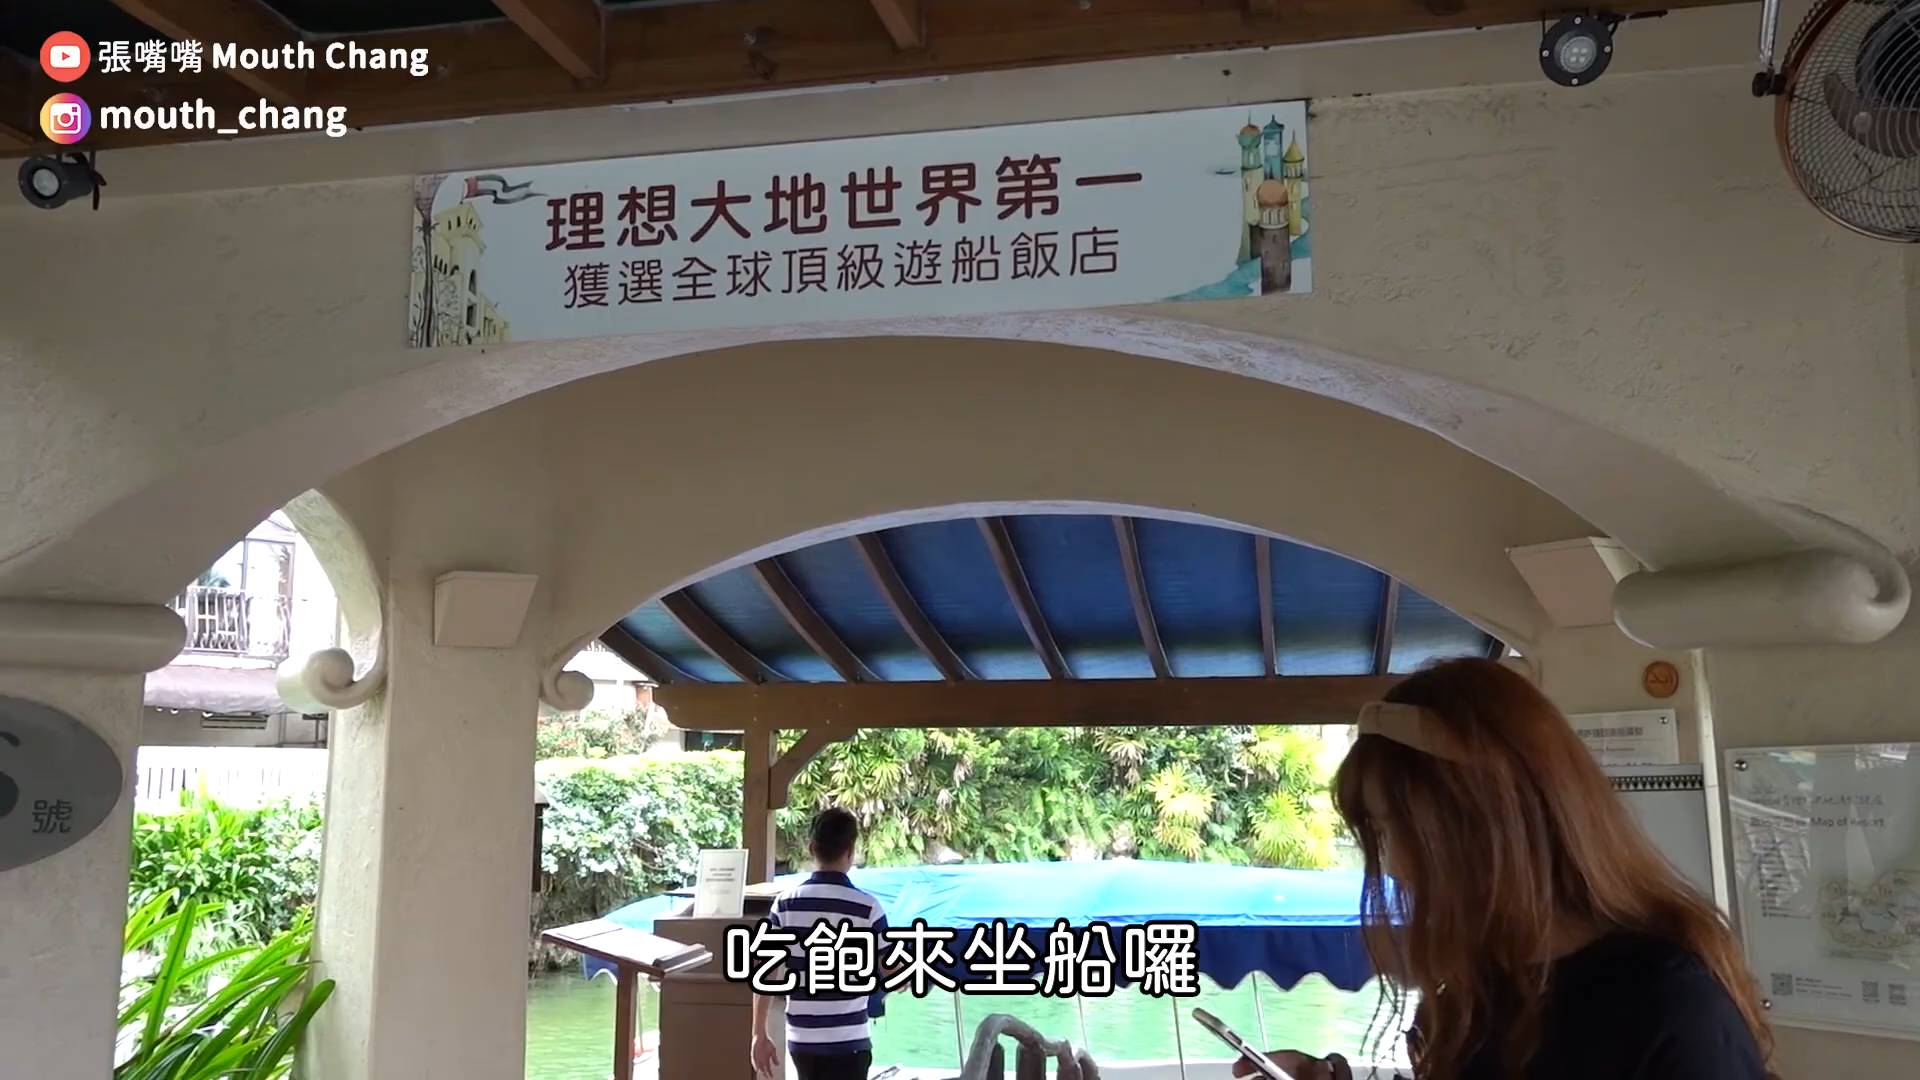 張嘴嘴 Mouth Chang
mouth_chang
理想大地世界第一
獲選全球頂級遊船飯店
號
Map of Resort
吃飽來坐船囉